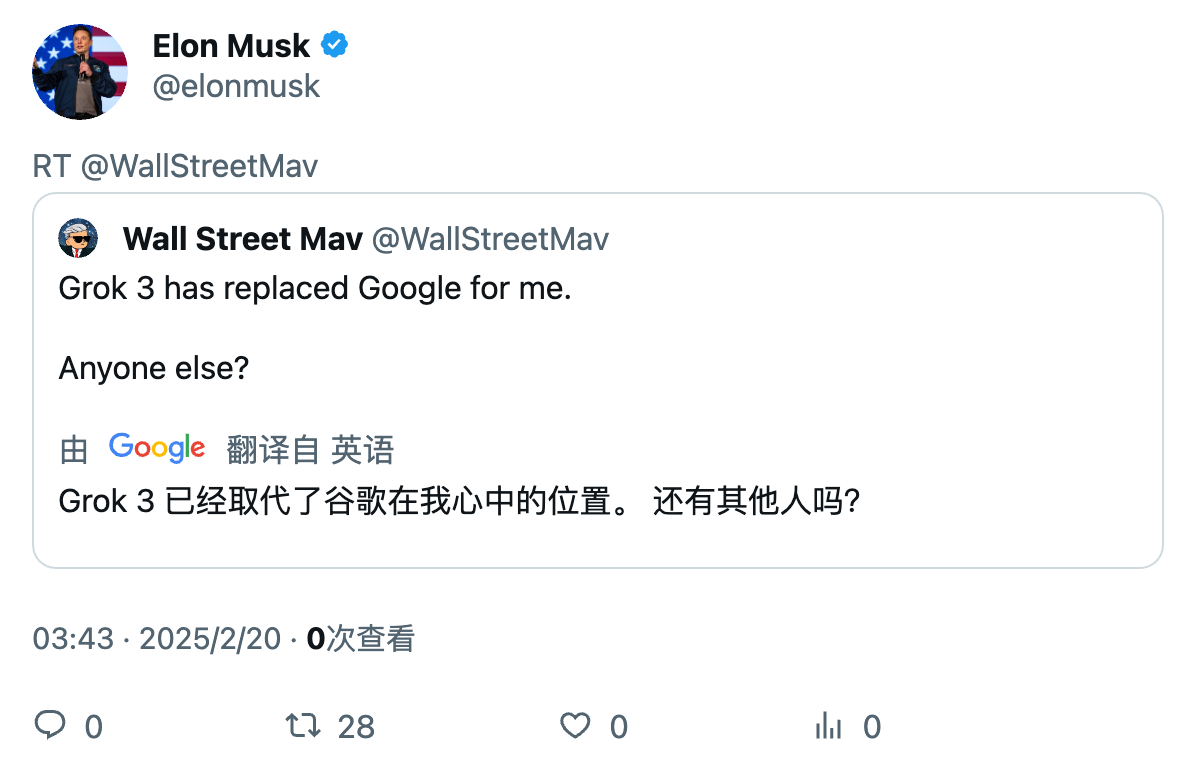 Elon Musk
@elonmusk
RT @WallStreetMav
Wall Street Mav @WallStreetMav
Grok 3 has replaced Google for me.
Anyone else?
由 Google 翻译自 英语
Grok 3 已经取代了谷歌在我心中的位置。 还有其他人吗?
03:43 · 2025/2/20 · 0次查看
0 28 0 0